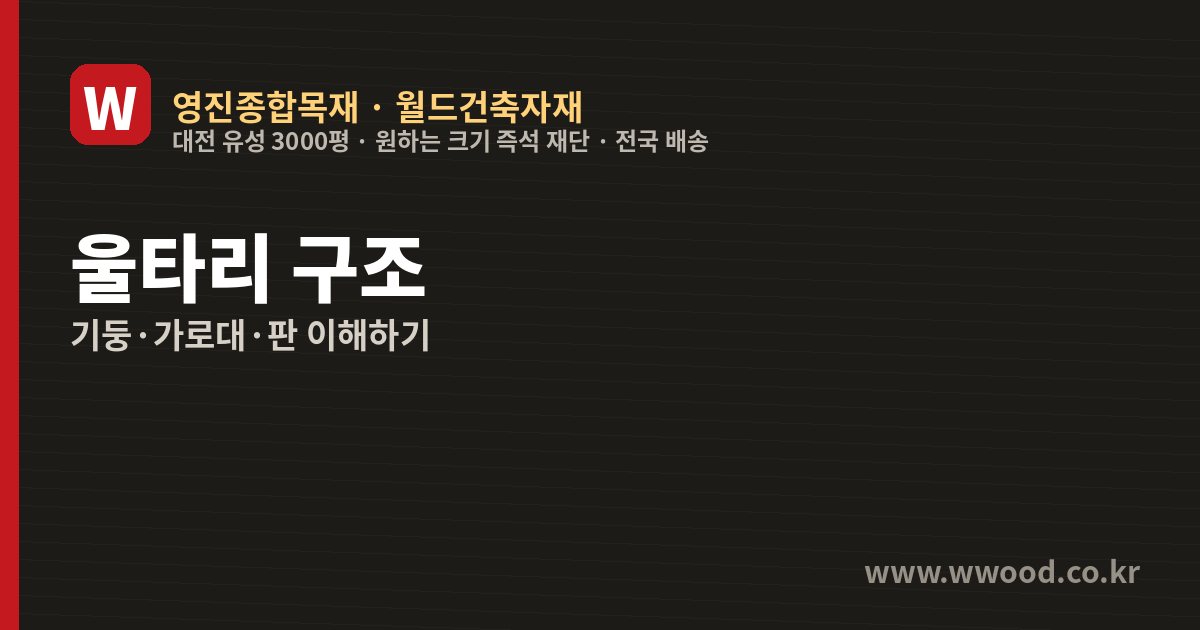 W
영진종합목재 · 월드건축자재
대전 유성 3000평 · 원하는 크기 즉석 재단 · 전국 배송
울타리 구조
기둥·가로대·판 이해하기
www.wwood.co.kr